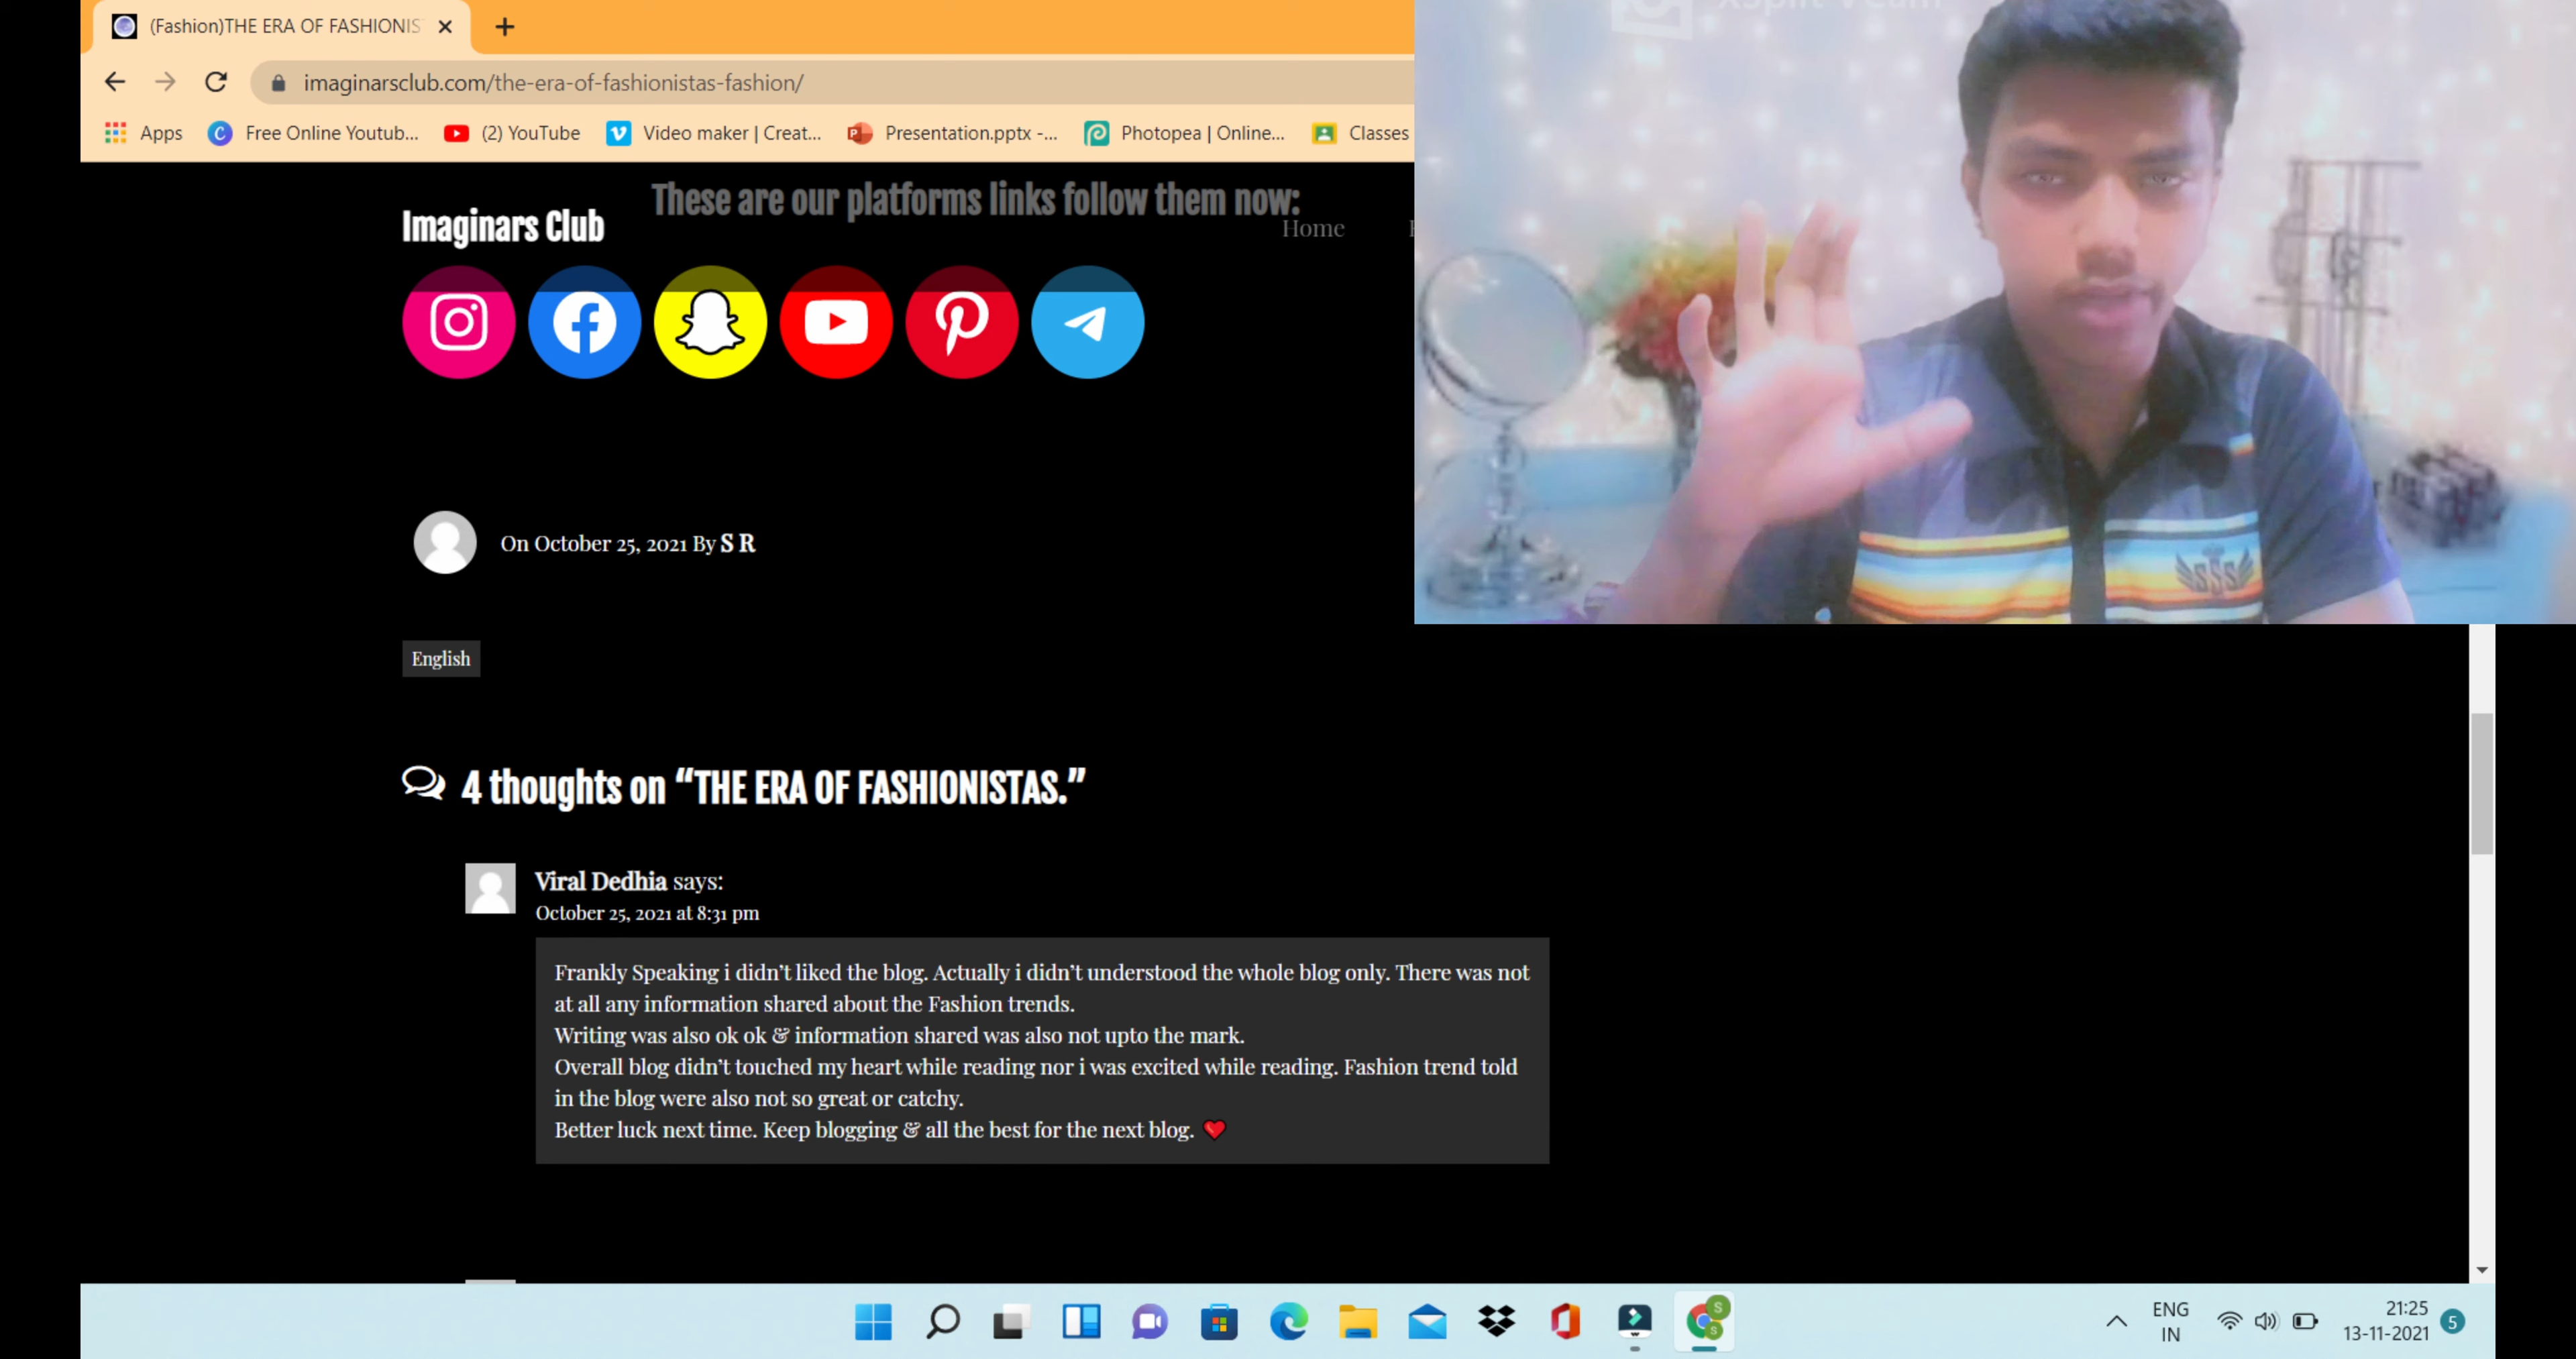 (Fashion)THE ERA OF FASHIONIS
imaginarsclub.com/the-era-of-fashionistas-fashion/
Apps Free Online Youtub... (2) YouTube Video maker | Creat... Presentation.pptx -... Photopea | Online... Classes
These are our platforms links follow them now:
Imaginars Club
Home
On October 25, 2021 By S R
English
4 thoughts on “THE ERA OF FASHIONISTAS.”
Viral Dedhia says:
October 25, 2021 at 8:31 pm
Frankly Speaking i didn’t liked the blog. Actually i didn’t understood the whole blog only. There was not
at all any information shared about the Fashion trends.
Writing was also ok ok & information shared was also not upto the mark.
Overall blog didn’t touched my heart while reading nor i was excited while reading. Fashion trend told
in the blog were also not so great or catchy.
Better luck next time. Keep blogging & all the best for the next blog. ❤
SSS
ENG
IN
21:25
13-11-2021
5